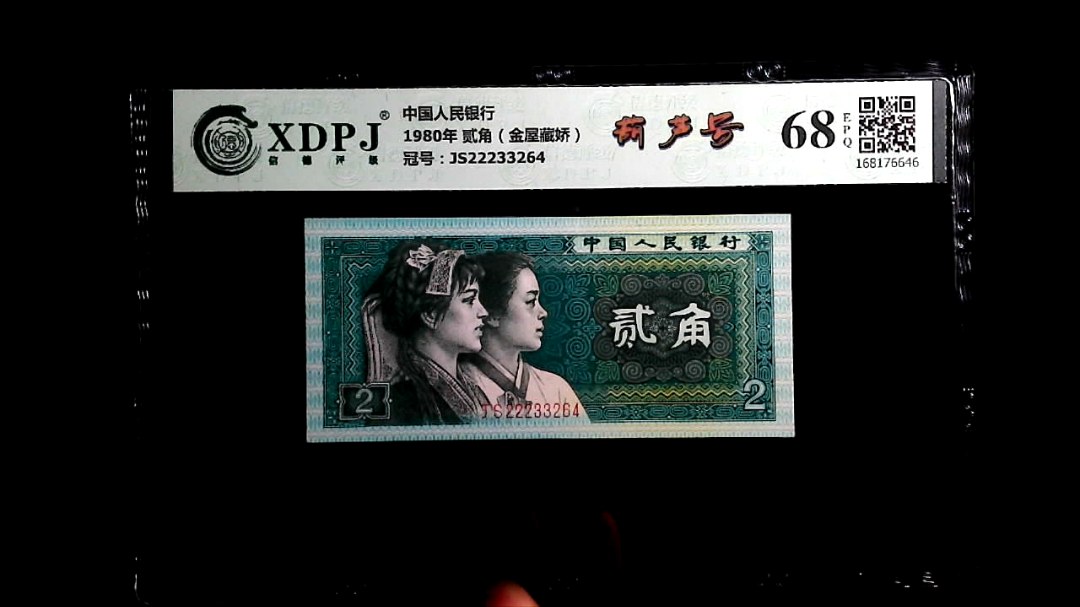 XDPJ®
信德评级
中国人民银行
1980年 贰角（金屋藏娇）
冠号：JS22233264
葫芦号
68
EPQ
168176646
中国人民银行
贰角
2
2
JS22233264